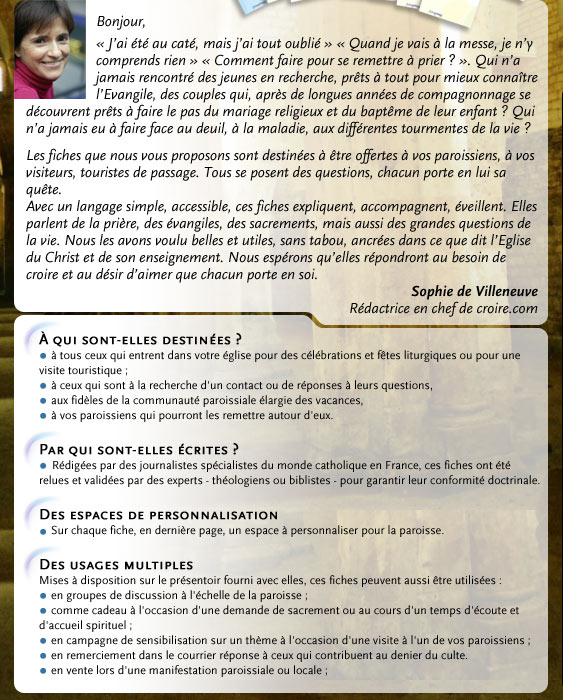 Bonjour,
« J'ai été au caté, mais j'ai tout oublié » « Quand je vais à la messe, je n'y
comprends rien » « Comment faire pour se remettre à prier ? ». Qui n'a
jamais rencontré des jeunes en recherche, prêts à tout pour mieux connaître
l'Evangile, des couples qui, après de longues années de compagnonnage se
découvrent prêts à faire le pas du mariage religieux et du baptême de leur enfant ? Qui
n'a jamais eu à faire face au deuil, à la maladie, aux différentes tourmentes de la vie ?
Les fiches que nous vous proposons sont destinées à être offertes à vos paroissiens, à vos
visiteurs, touristes de passage. Tous se posent des questions, chacun porte en lui sa
quête.
Avec un langage simple, accessible, ces fiches expliquent, accompagnent, éveillent. Elles
parlent de la prière, des évangiles, des sacrements, mais aussi des grandes questions de
la vie. Nous les avons voulu belles et utiles, sans tabou, ancrées dans ce que dit l'Eglise
du Christ et de son enseignement. Nous espérons qu'elles répondront au besoin de
croire et au désir d'aimer que chacun porte en soi.
Sophie de Villeneuve
Rédactrice en chef de croire.com
À QUI SONT-ELLES DESTINÉES ?
• à tous ceux qui entrent dans votre église pour des célébrations et fêtes liturgiques ou pour une
visite touristique ;
• à ceux qui sont à la recherche d'un contact ou de réponses à leurs questions,
• aux fidèles de la communauté paroissiale élargie des vacances,
• à vos paroissiens qui pourront les remettre autour d'eux.
PAR QUI SONT-ELLES ÉCRITES ?
• Rédigées par des journalistes spécialistes du monde catholique en France, ces fiches ont été
relues et validées par des experts - théologiens ou biblistes - pour garantir leur conformité doctrinale.
DES ESPACES DE PERSONNALISATION
• Sur chaque fiche, en dernière page, un espace à personnaliser pour la paroisse.
DES USAGES MULTIPLES
Mises à disposition sur le présentoir fourni avec elles, ces fiches peuvent aussi être utilisées :
• en groupes de discussion à l'échelle de la paroisse ;
• comme cadeau à l'occasion d'une demande de sacrement ou au cours d'un temps d'écoute et
d'accueil spirituel ;
• en campagne de sensibilisation sur un thème à l'occasion d'une visite à l'un de vos paroissiens ;
• en remerciement dans le courrier réponse à ceux qui contribuent au denier du culte.
• en vente lors d'une manifestation paroissiale ou locale ;